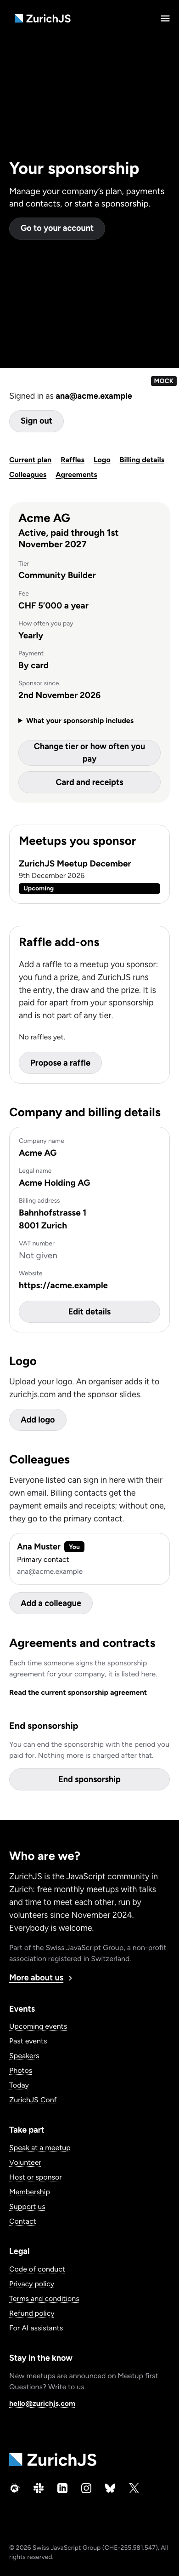 ZurichJS
Your sponsorship
Manage your company's plan, payments
and contacts, or start a sponsorship.
Go to your account
MOCK
Signed in as ana@acme.example
Sign out
Current plan Raffles Logo Billing details
Colleagues Agreements
Acme AG
Active, paid through 1st
November 2027
Tier
Community Builder
Fee
CHF 5'000 a year
How often you pay
Yearly
Payment
By card
Sponsor since
2nd November 2026
What your sponsorship includes
Change tier or how often you
pay
Card and receipts
Meetups you sponsor
ZurichJS Meetup December
9th December 2026
Upcoming
Raffle add-ons
Add a raffle to a meetup you sponsor:
you fund a prize, and ZurichJS runs
the entry, the draw and the prize. It is
paid for apart from your sponsorship
and is not part of any tier.
No raffles yet.
Propose a raffle
Company and billing details
Company name
Acme AG
Legal name
Acme Holding AG
Billing address
Bahnhofstrasse 1
8001 Zurich
VAT number
Not given
Website
https://acme.example
Edit details
Logo
Upload your logo. An organiser adds it to
zurichjs.com and the sponsor slides.
Add logo
Colleagues
Everyone listed can sign in here with their
own email. Billing contacts get the
payment emails and receipts; without one,
they go to the primary contact.
Ana Muster You
Primary contact
ana@acme.example
Add a colleague
Agreements and contracts
Each time someone signs the sponsorship
agreement for your company, it is listed here.
Read the current sponsorship agreement
End sponsorship
You can end the sponsorship with the period you
paid for. Nothing more is charged after that.
End sponsorship
Who are we?
ZurichJS is the JavaScript community in
Zurich: free monthly meetups with talks
and time to meet each other, run by
volunteers since November 2024.
Everybody is welcome.
Part of the Swiss JavaScript Group, a non-profit
association registered in Switzerland.
More about us
Events
Upcoming events
Past events
Speakers
Photos
Today
ZurichJS Conf
Take part
Speak at a meetup
Volunteer
Host or sponsor
Membership
Support us
Contact
Legal
Code of conduct
Privacy policy
Terms and conditions
Refund policy
For AI assistants
Stay in the know
New meetups are announced on Meetup first.
Questions? Write to us.
hello@zurichjs.com
ZurichJS
© 2026 Swiss JavaScript Group (CHE-255.581.547). All
rights reserved.